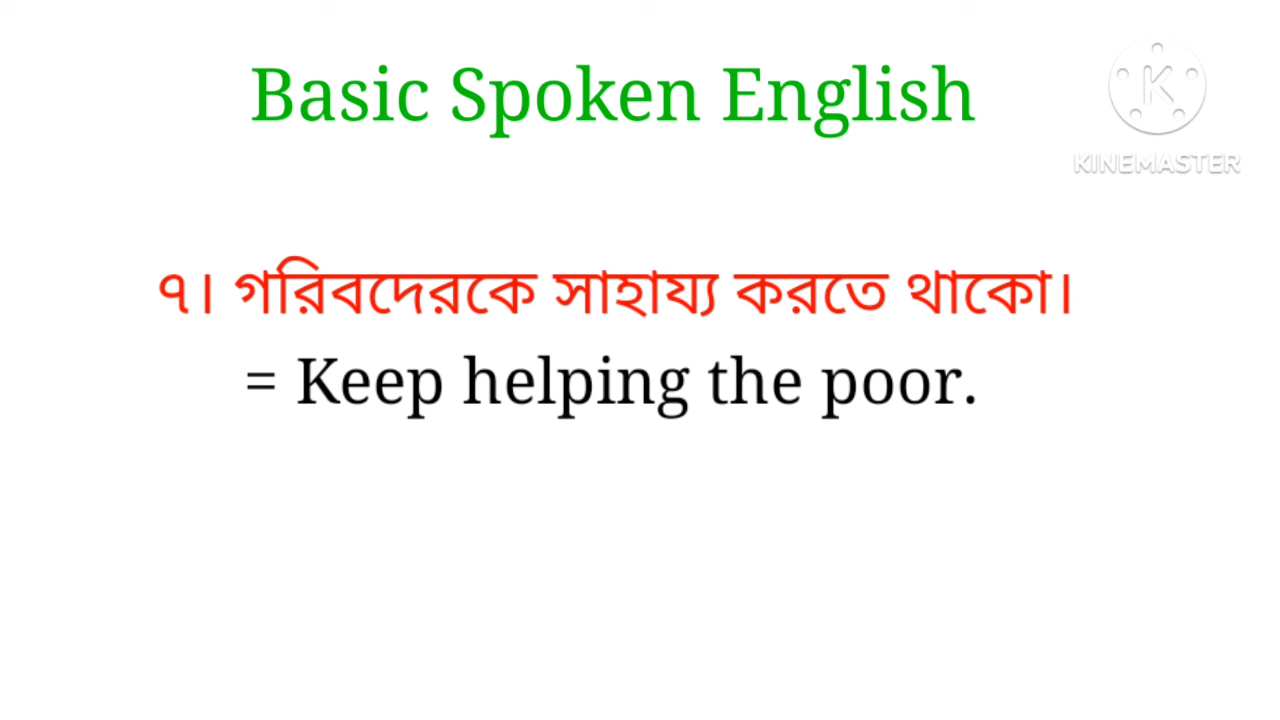 Basic Spoken English
KINEMASTER
৭। গরিবদেরকে সাহায্য করতে থাকো।
= Keep helping the poor.